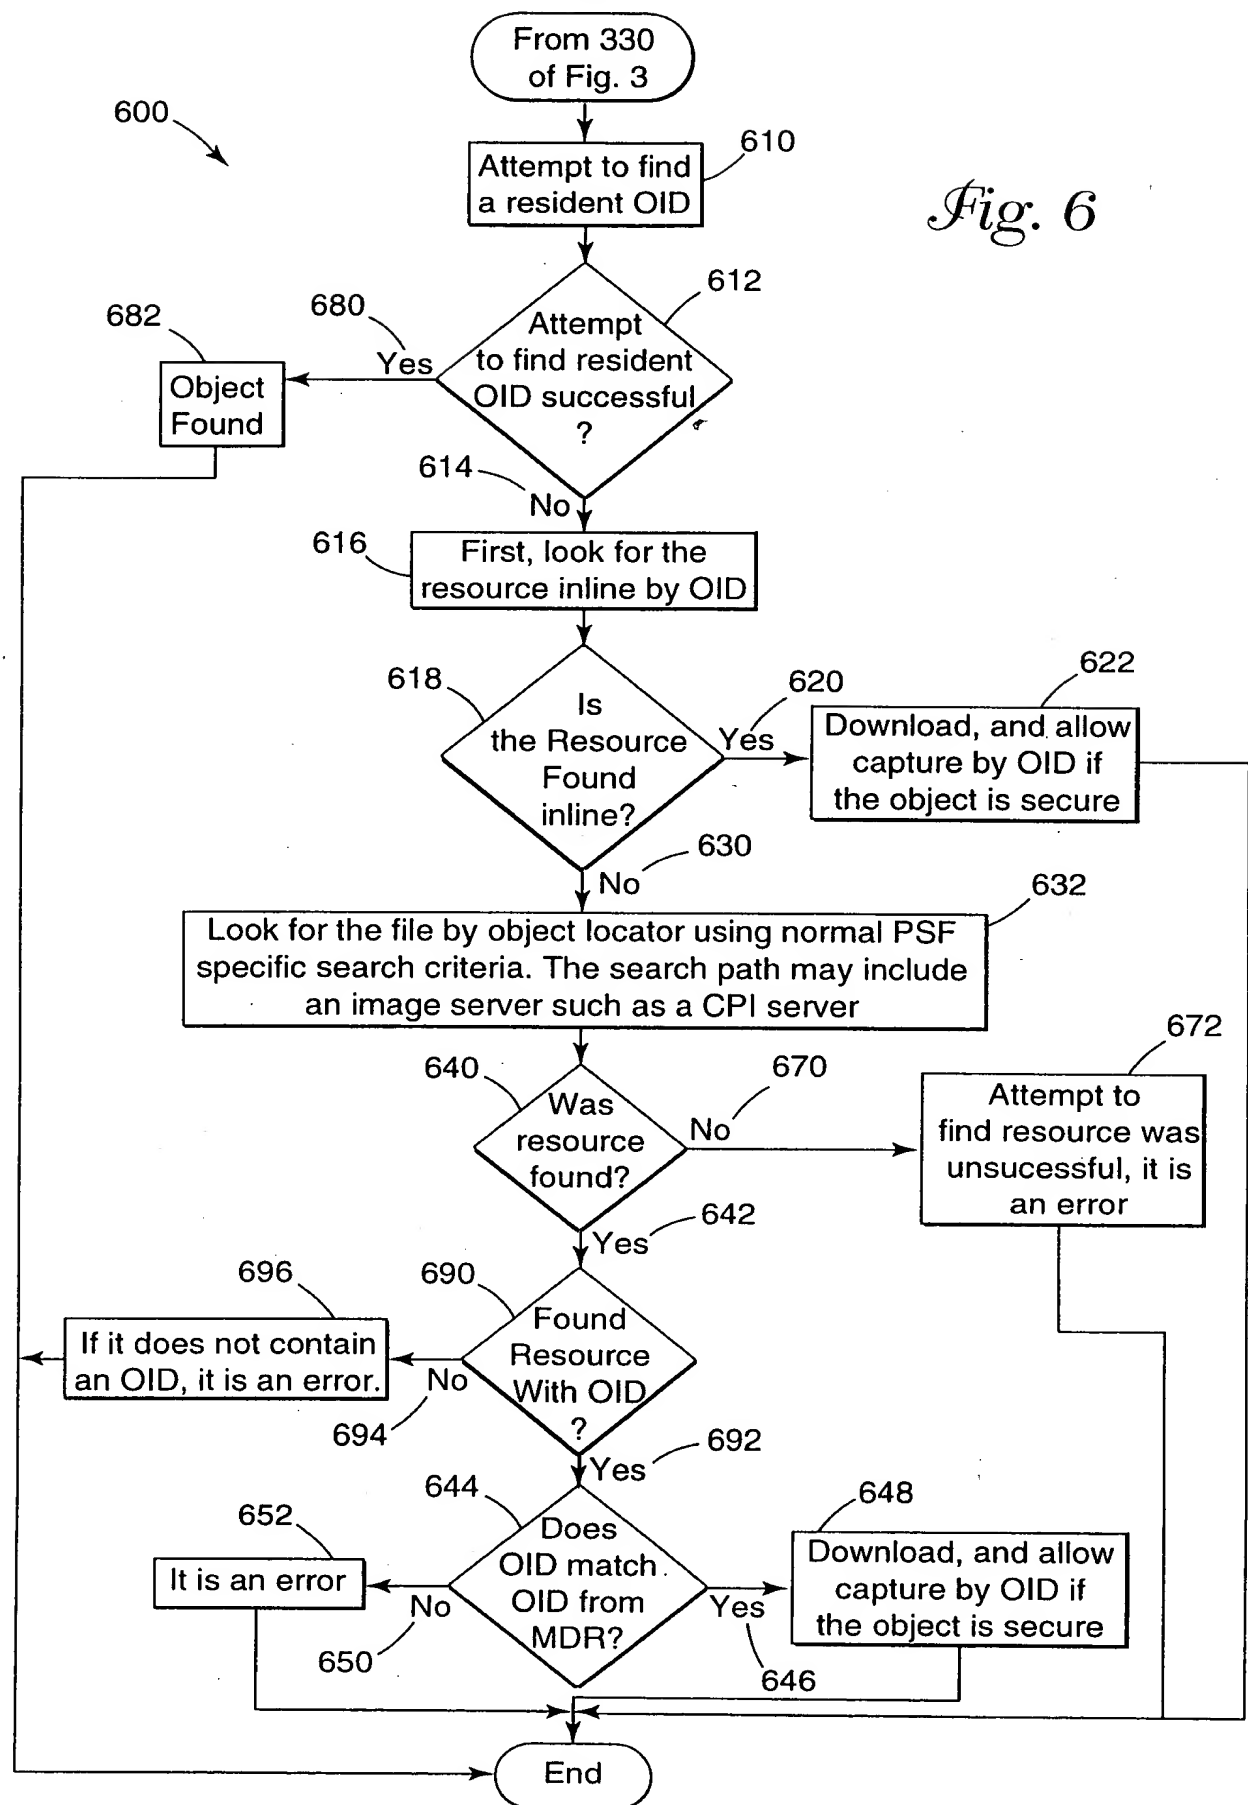 From 330
of Fig. 3
600
610
Attempt to find
a resident OID
Fig. 6
612
680
682
Attempt
to find resident
OID successful
?
Yes
Object
Found
614
No
616
First, look for the
resource inline by OID
618
Is
the Resource
Found
inline?
620
Yes
622
Download, and allow
capture by OID if
the object is secure
630
No
632
Look for the file by object locator using normal PSF
specific search criteria. The search path may include
an image server such as a CPI server
640
Was
resource
found?
670
No
672
Attempt to
find resource was
unsucessful, it is
an error
642
Yes
696
690
Found
Resource
With OID
?
If it does not contain
an OID, it is an error.
No
694
692
Yes
644
652
Does
OID match
OID from
MDR?
It is an error
No
650
Yes
646
648
Download, and allow
capture by OID if
the object is secure
End